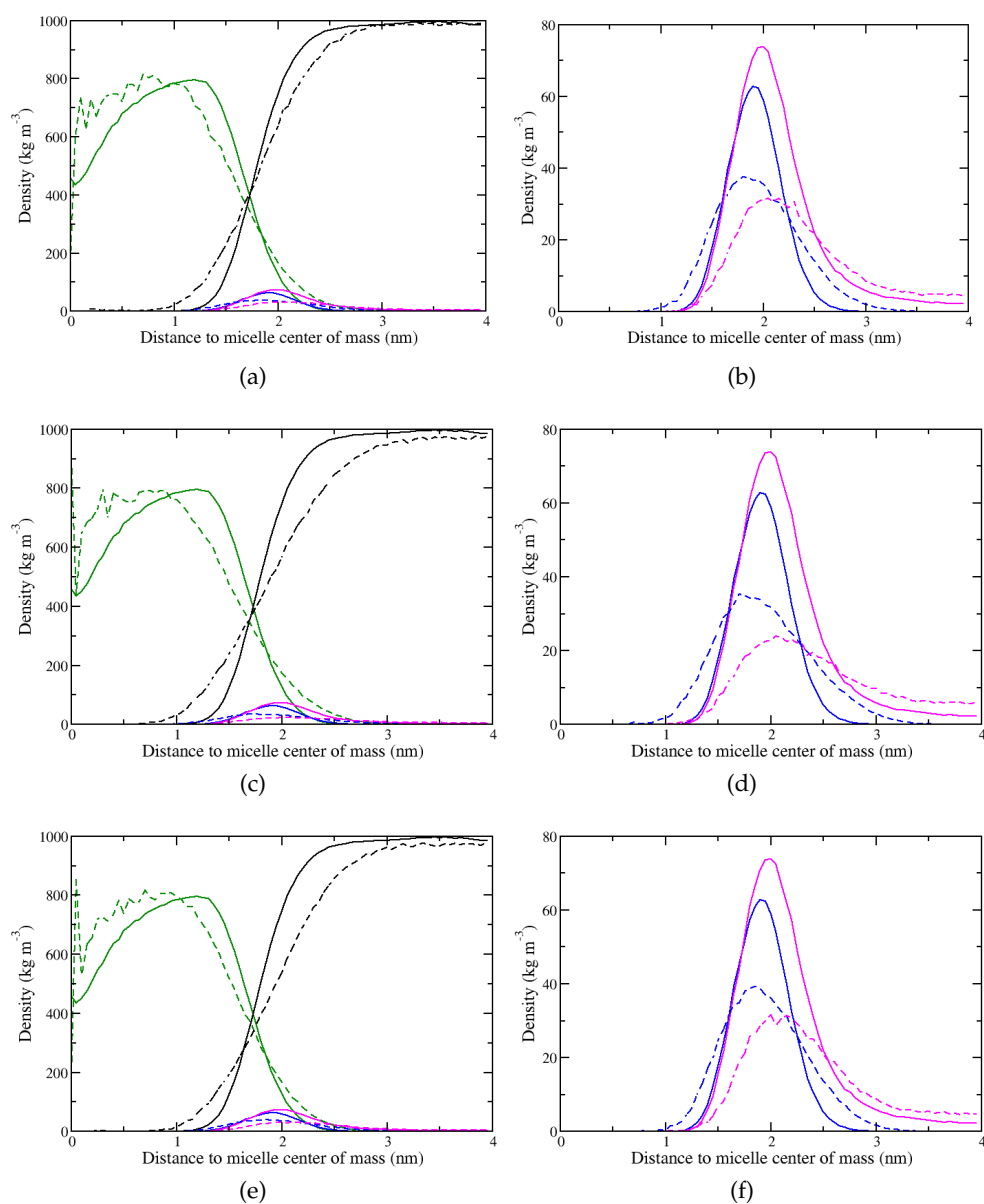 1000
800
600
400
200
0
Density (kg m -3)
0 1 2 3 4
Distance to micelle center of mass (nm)
(a)
80
60
40
20
0
Density (kg m -3)
0 1 2 3 4
Distance to micelle center of mass (nm)
(b)
1000
800
600
400
200
0
Density (kg m -3)
0 1 2 3 4
Distance to micelle center of mass (nm)
(c)
80
60
40
20
0
Density (kg m -3)
0 1 2 3 4
Distance to micelle center of mass (nm)
(d)
1000
800
600
400
200
0
Density (kg m -3)
0 1 2 3 4
Distance to micelle center of mass (nm)
(e)
80
60
40
20
0
Density (kg m -3)
0 1 2 3 4
Distance to micelle center of mass (nm)
(f)